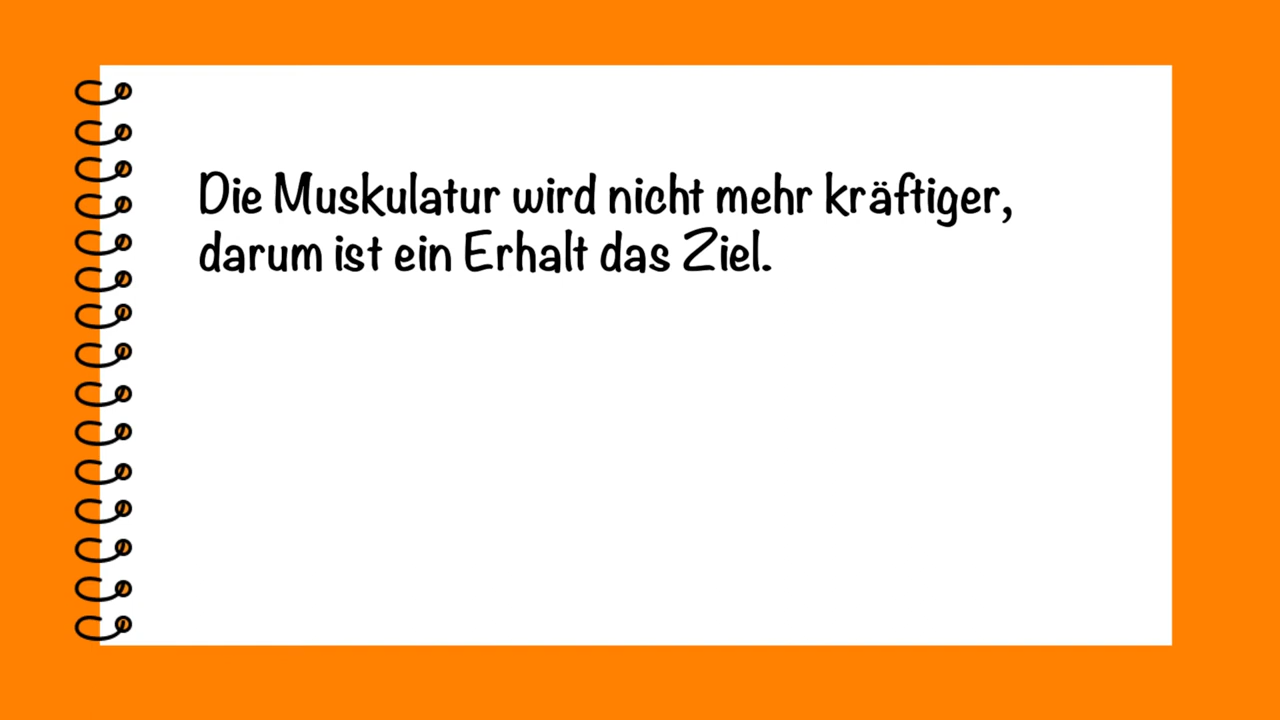 Die Muskulatur wird nicht mehr kräftiger,
darum ist ein Erhalt das Ziel.